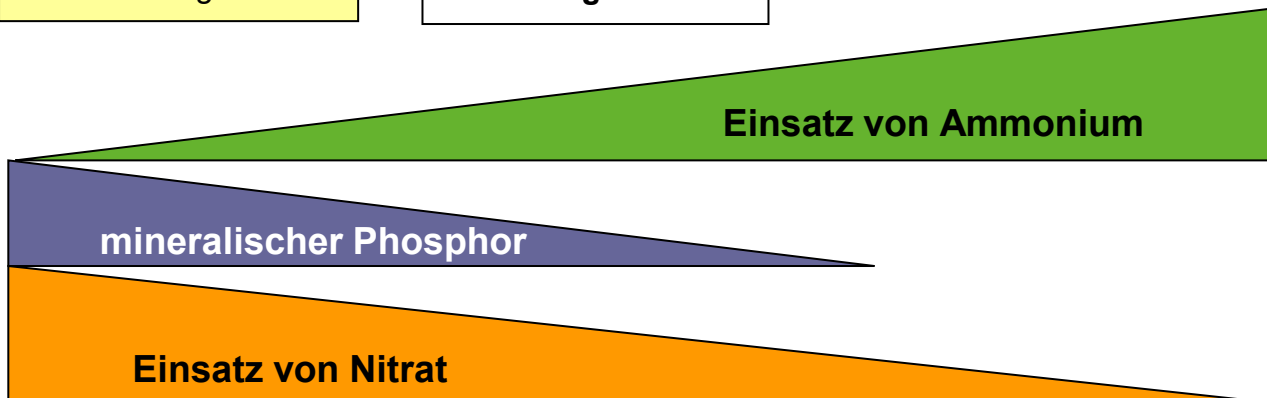 Einsatz von Ammonium
mineralischer Phosphor
Einsatz von Nitrat